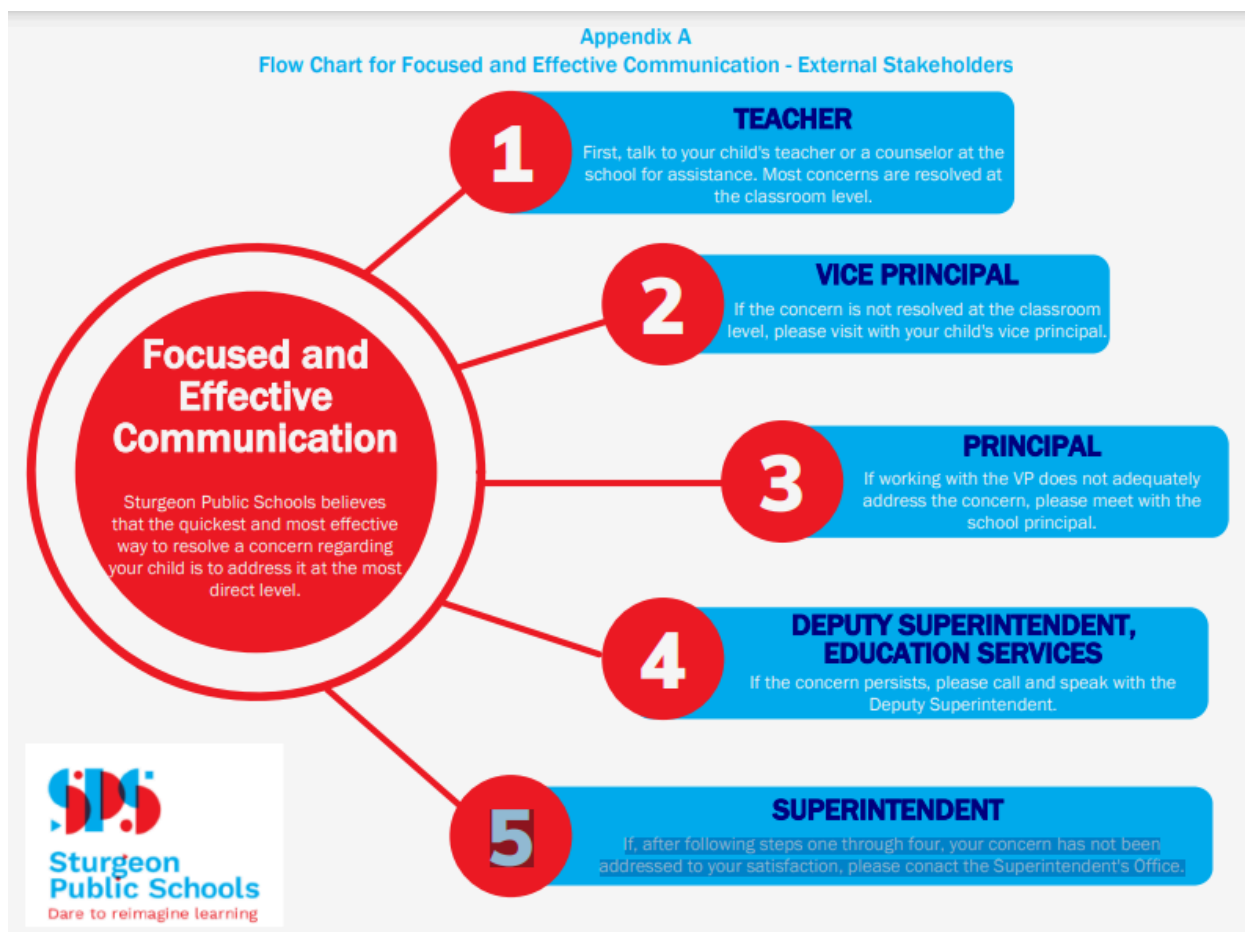 Appendix A
Flow Chart for Focused and Effective Communication - External Stakeholders
1
TEACHER
First, talk to your child's teacher or a counselor at the
school for assistance. Most concerns are resolved at
the classroom level.
2
VICE PRINCIPAL
If the concern is not resolved at the classroom
level, please visit with your child's vice principal.
Focused and
Effective
Communication
Sturgeon Public Schools believes
that the quickest and most effective
way to resolve a concern regarding
your child is to address it at the most
direct level.
3
PRINCIPAL
If working with the VP does not adequately
address the concern, please meet with the
school principal.
4
DEPUTY SUPERINTENDENT,
EDUCATION SERVICES
If the concern persists, please call and speak with the
Deputy Superintendent.
5
SUPERINTENDENT
If, after following steps one through four, your concern has not been
addressed to your satisfaction, please conact the Superintendent's Office.
SPS
Sturgeon
Public Schools
Dare to reimagine learning